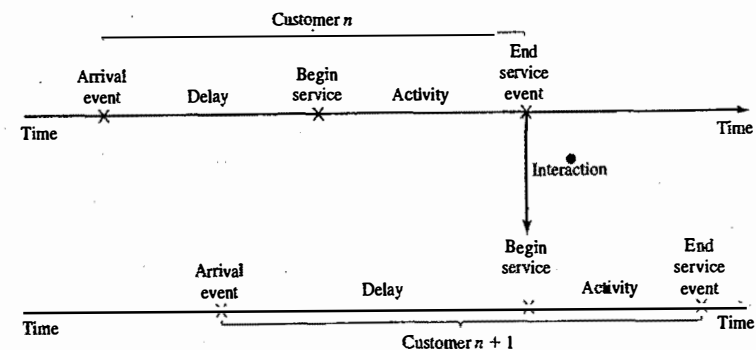 Customer n
Arrival
event
Delay
Begin
service
Activity
End
service
event
Time
Time
Interaction
Arrival
event
Delay
Begin
service
Activity
End
service
event
Time
Time
Customer n + 1